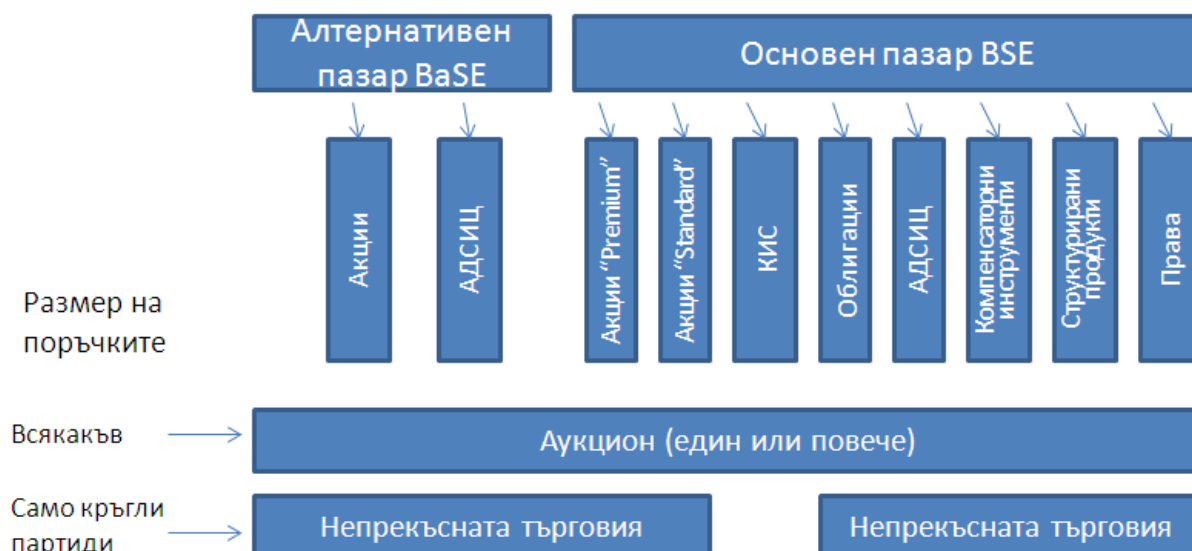 Алтернативен
пазар BaSE
Основен пазар BSE
Акции
АДСИЦ
Акции “Premium”
Акции “Standard”
КИС
Облигации
АДСИЦ
Компенсаторни
инструменти
Структурирани
продукти
Права
Размер на
поръчките
Всякакъв
Аукцион (един или повече)
Само кръгли
партиди
Непрекъсната търговия
Непрекъсната търговия